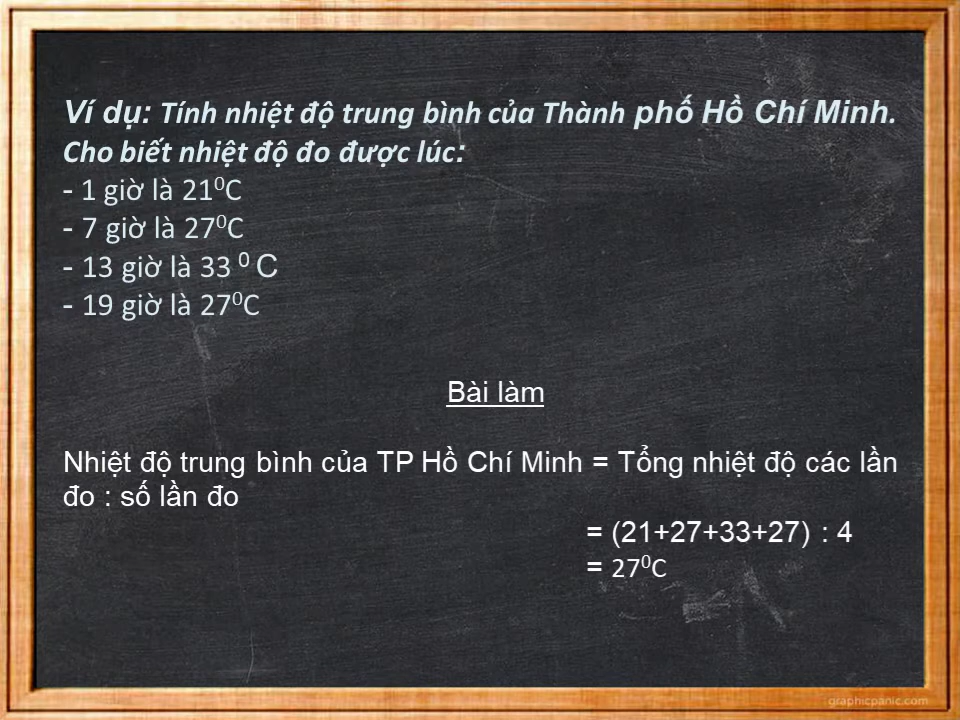 Ví dụ: Tính nhiệt độ trung bình của Thành phố Hồ Chí Minh.
Cho biết nhiệt độ đo được lúc:
- 1 giờ là 21⁰C
- 7 giờ là 27⁰C
- 13 giờ là 33 ⁰ C
- 19 giờ là 27⁰C
Bài làm
Nhiệt độ trung bình của TP Hồ Chí Minh = Tổng nhiệt độ các lần
đo : số lần đo
= (21+27+33+27) : 4
= 27⁰C
graphicpanic.com